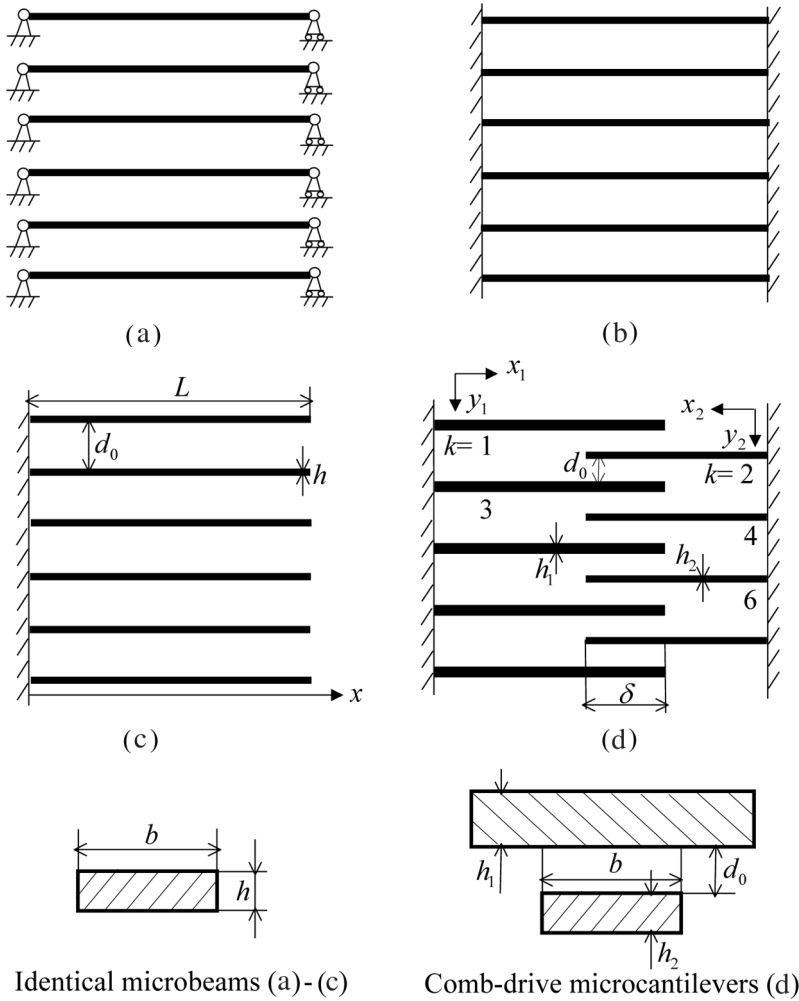 (a)
(b)
L
d₀
h
x
(c)
x₁
y₁
k= 1
x₂
y₂
k= 2
d₀
3
4
h₁
h₂
6
δ
(d)
b
h
h₁
b
d₀
h₂
Identical microbeams (a)-(c)
Comb-drive microcantilevers (d)